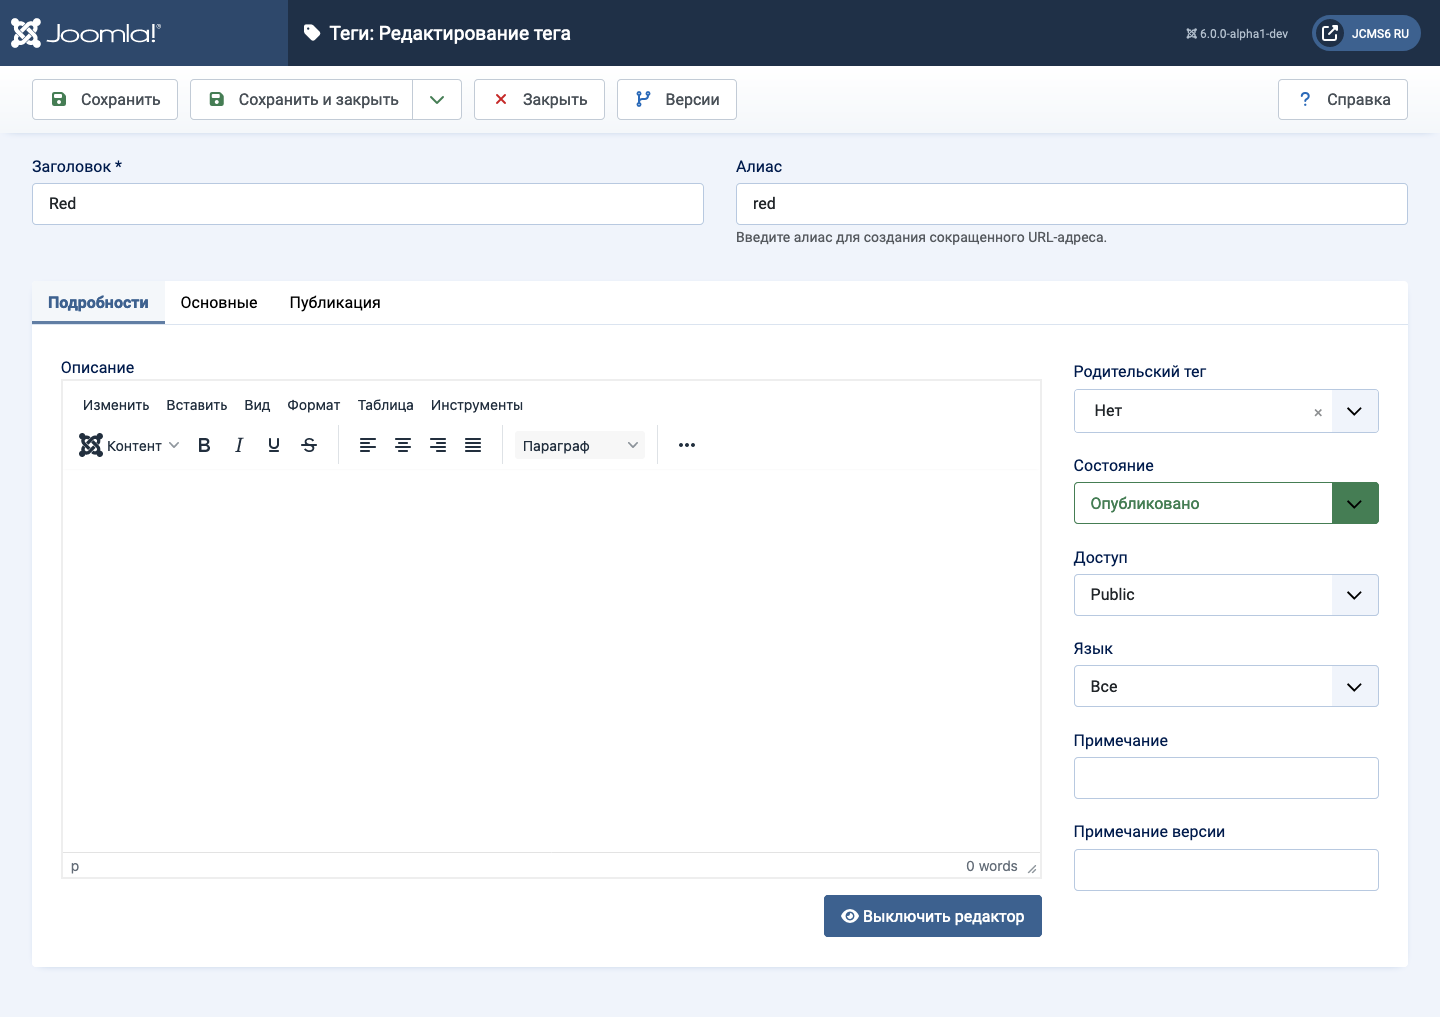 Joomla!®
Теги: Редактирование тега
6.0.0-alpha1-dev
JCMS6 RU
Сохранить
Сохранить и закрыть
Закрыть
Версии
? Справка
Заголовок *
Red
Алиас
red
Введите алиас для создания сокращенного URL-адреса.
Подробности
Основные
Публикация
Описание
Изменить Вставить Вид Формат Таблица Инструменты
Контент B I U S Параграф
p
0 words
Выключить редактор
Родительский тег
Нет ×
Состояние
Опубликовано
Доступ
Public
Язык
Все
Примечание
Примечание версии